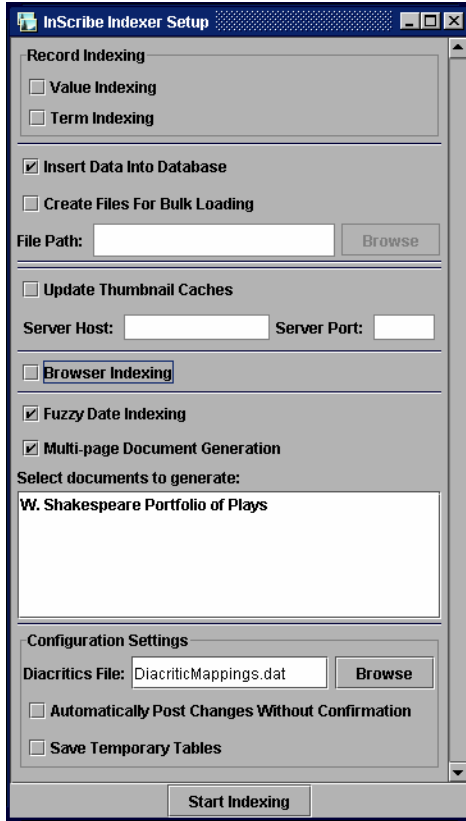 InScribe Indexer Setup
Record Indexing
Value Indexing
Term Indexing
Insert Data Into Database
Create Files For Bulk Loading
File Path: Browse
Update Thumbnail Caches
Server Host: Server Port:
Browser Indexing
Fuzzy Date Indexing
Multi-page Document Generation
Select documents to generate:
W. Shakespeare Portfolio of Plays
Configuration Settings
Diacritics File: DiacriticMappings.dat Browse
Automatically Post Changes Without Confirmation
Save Temporary Tables
Start Indexing